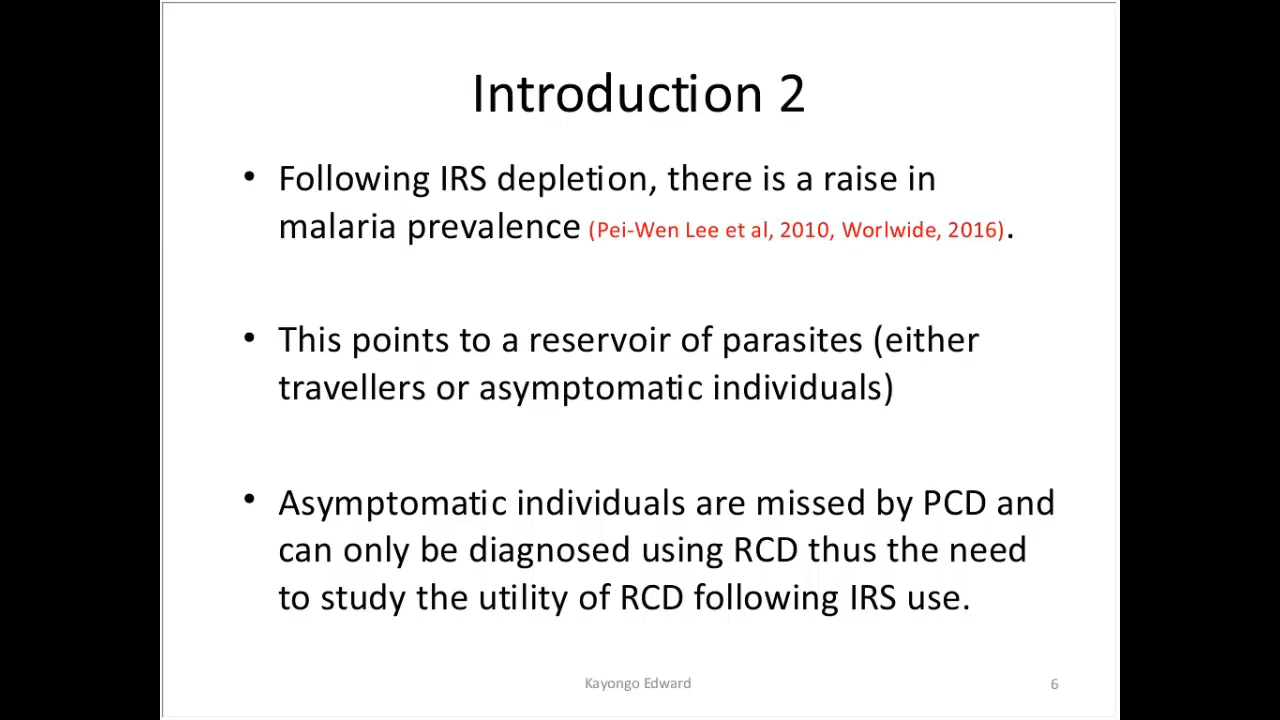 Introduction 2
• Following IRS depletion, there is a raise in
malaria prevalence (Pei-Wen Lee et al, 2010, Worlwide, 2016).
• This points to a reservoir of parasites (either
travellers or asymptomatic individuals)
• Asymptomatic individuals are missed by PCD and
can only be diagnosed using RCD thus the need
to study the utility of RCD following IRS use.
Kayongo Edward
6